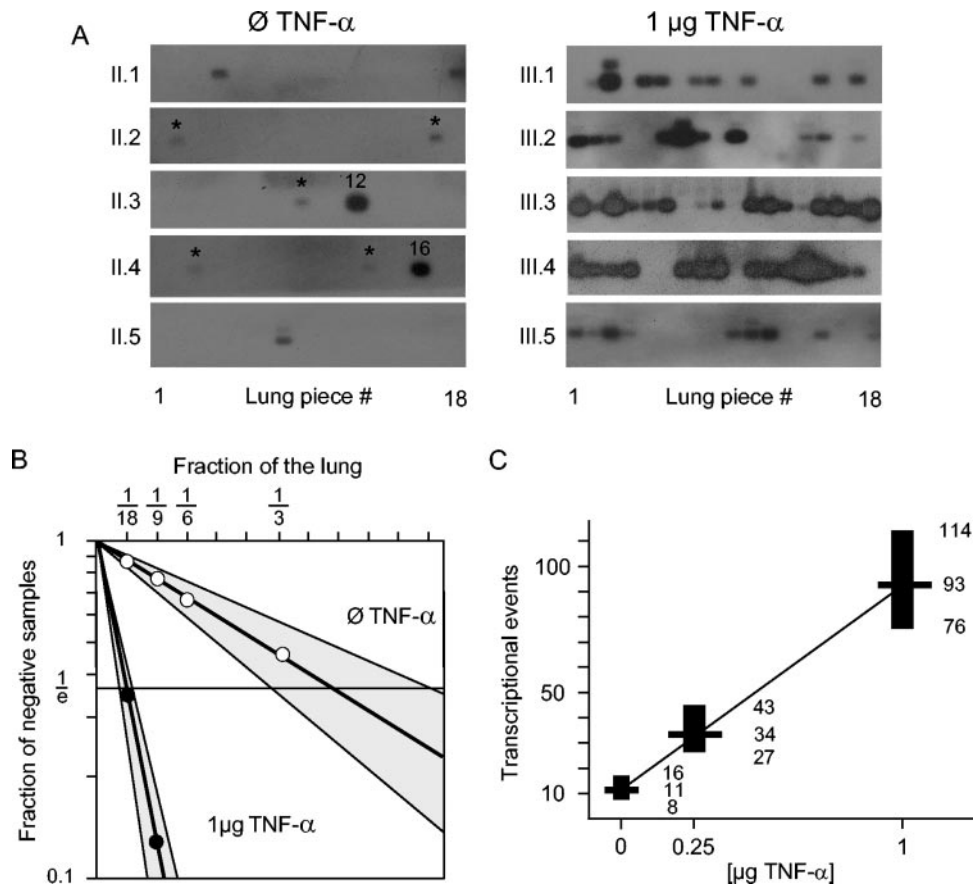 A
Ø TNF-α
1 µg TNF-α
II.1
II.2
* *
II.3
* 12
II.4
* * 16
II.5
III.1
III.2
III.3
III.4
III.5
1 Lung piece # 18
1 Lung piece # 18
B
Fraction of the lung
1/18 1/9 1/6 1/3
Fraction of negative samples
1
1/e
0.1
Ø TNF-α
1µg TNF-α
C
Transcriptional events
100
50
10
114
93
76
43
34
27
16
11
8
0 0.25 1
[µg TNF-α]